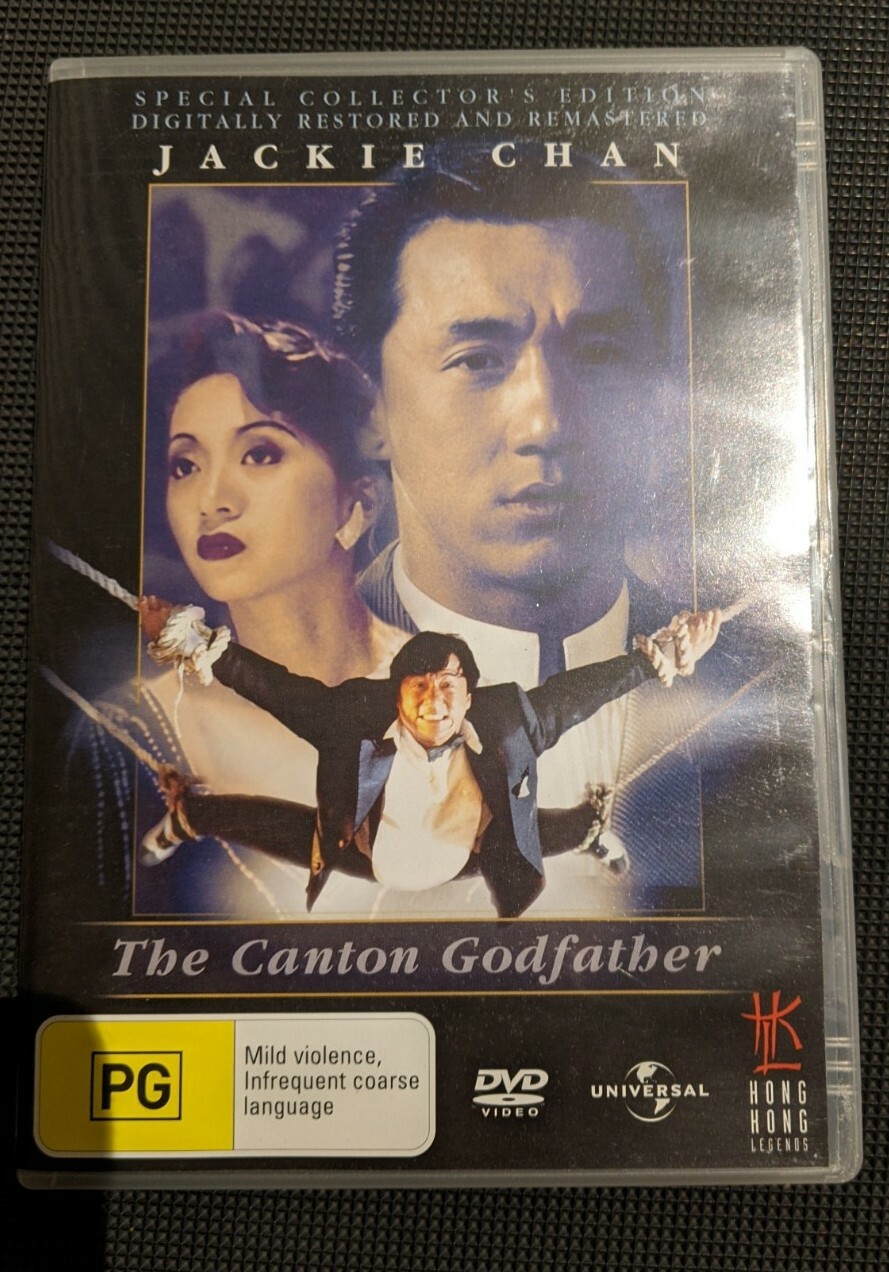 SPECIAL COLLECTOR'S EDITION
DIGITALLY RESTORED AND REMASTERED
JACKIE CHAN
The Canton Godfather
PG
Mild violence,
Infrequent coarse
language
DVD
VIDEO
UNIVERSAL
HK
HONG
KONG
LEGENDS